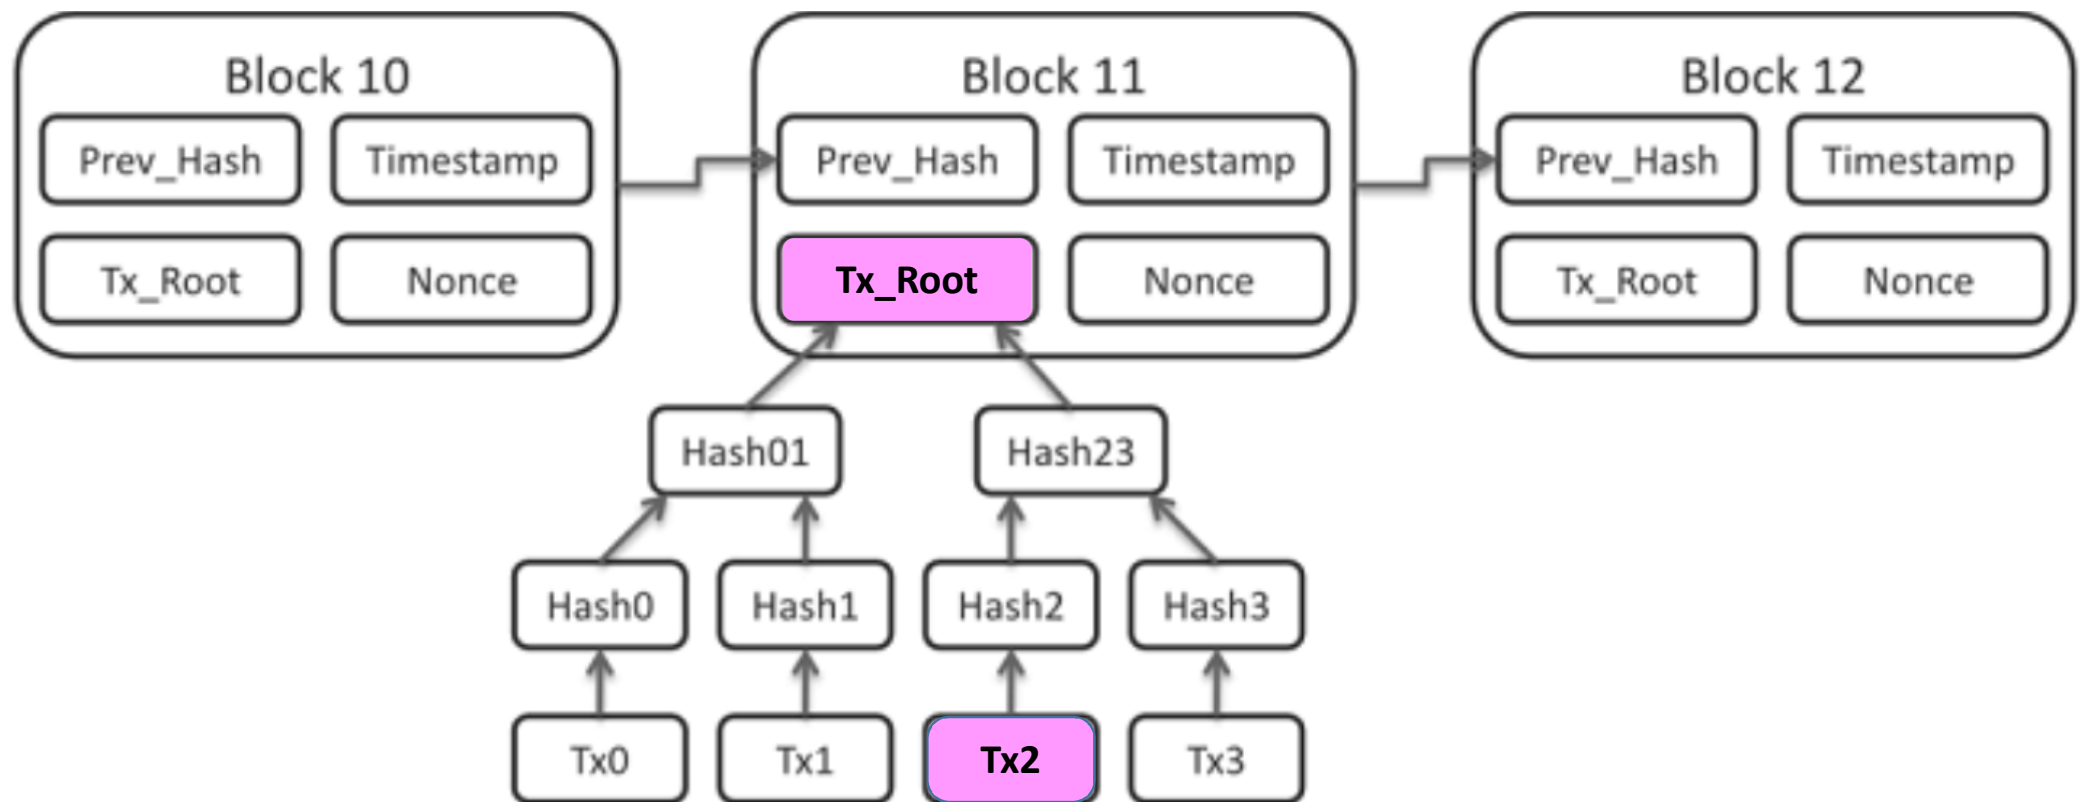 Block 10
Block 11
Block 12
Prev_Hash
Timestamp
Prev_Hash
Timestamp
Prev_Hash
Timestamp
Tx_Root
Nonce
Tx_Root
Nonce
Tx_Root
Nonce
Hash01
Hash23
Hash0
Hash1
Hash2
Hash3
Tx0
Tx1
Tx2
Tx3